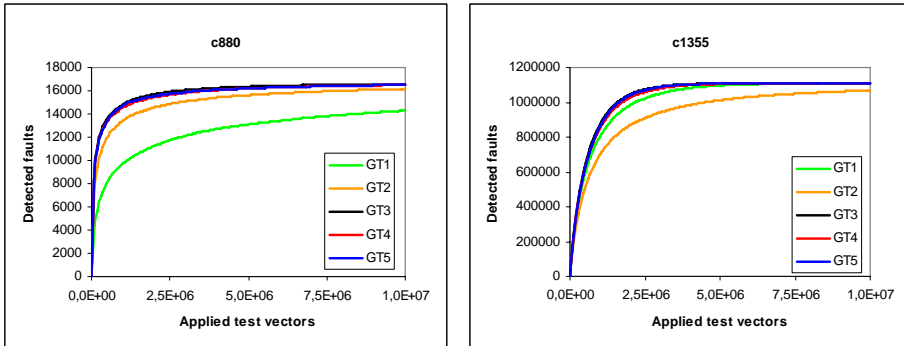 c880
18000
16000
14000
12000
10000
8000
6000
4000
2000
0
Detected faults
GT1
GT2
GT3
GT4
GT5
0,0E+00 2,5E+06 5,0E+06 7,5E+06 1,0E+07
Applied test vectors
c1355
1200000
1000000
800000
600000
400000
200000
0
Detected faults
GT1
GT2
GT3
GT4
GT5
0,0E+00 2,5E+06 5,0E+06 7,5E+06 1,0E+07
Applied test vectors